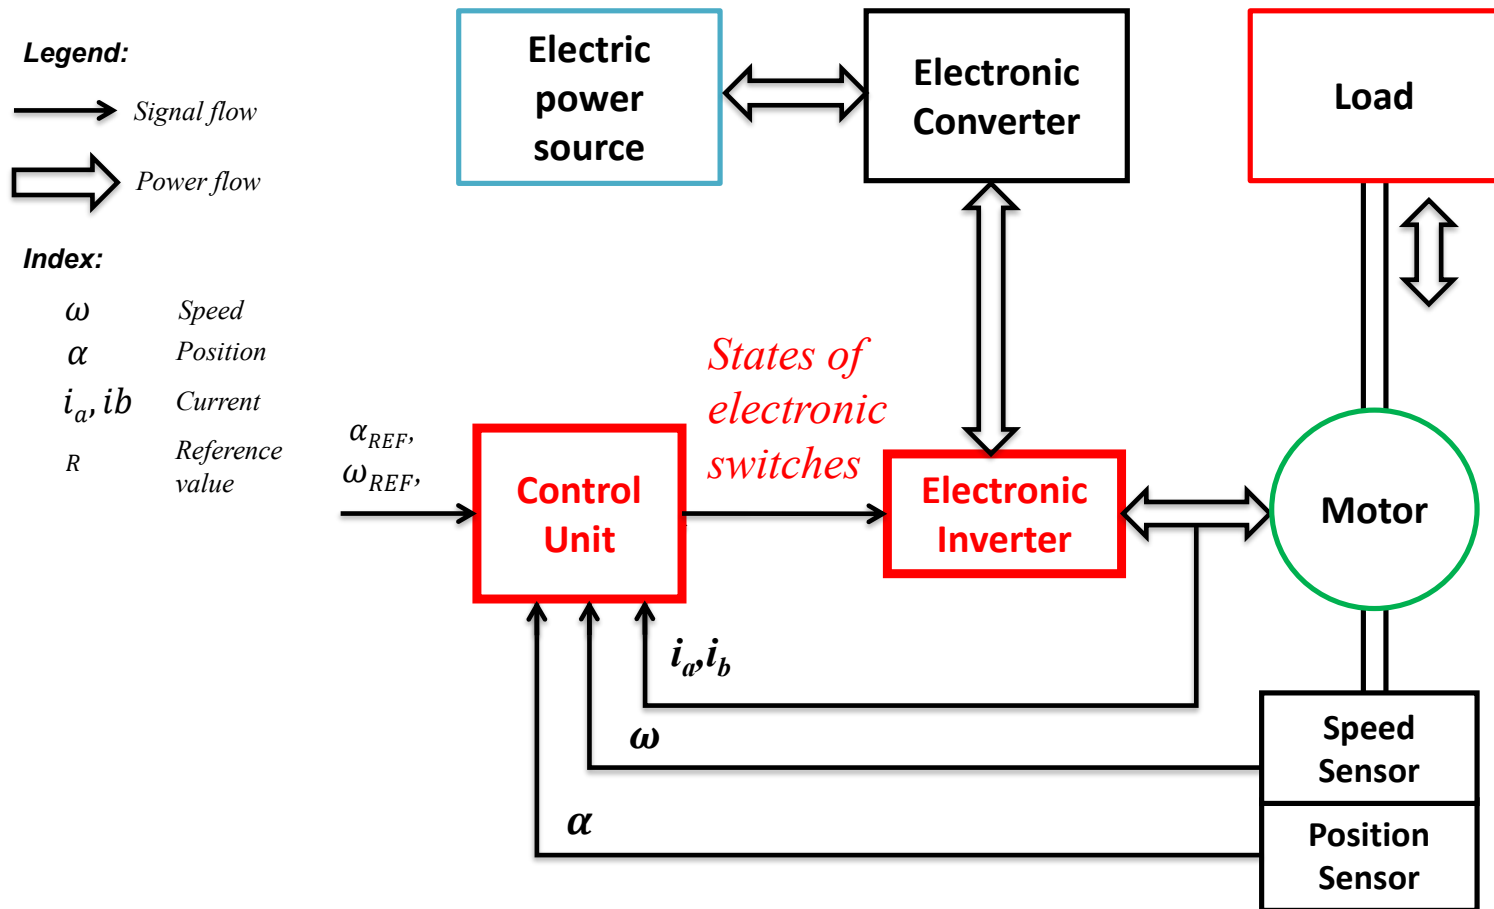 Legend:
Signal flow
Power flow
Index:
ω Speed
α Position
i_a, ib Current
R Reference
value
Electric
power
source
Electronic
Converter
Load
States of
electronic
switches
α_REF,
ω_REF,
Control
Unit
Electronic
Inverter
Motor
i_a,i_b
ω
α
Speed
Sensor
Position
Sensor